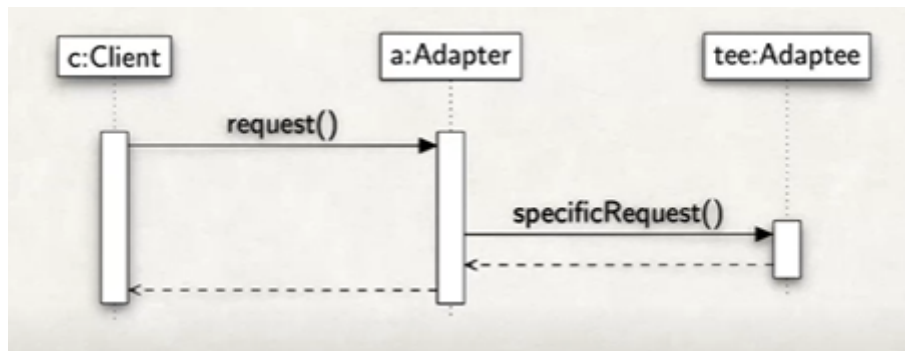 c:Client
a:Adapter
tee:Adaptee
request()
specificRequest()